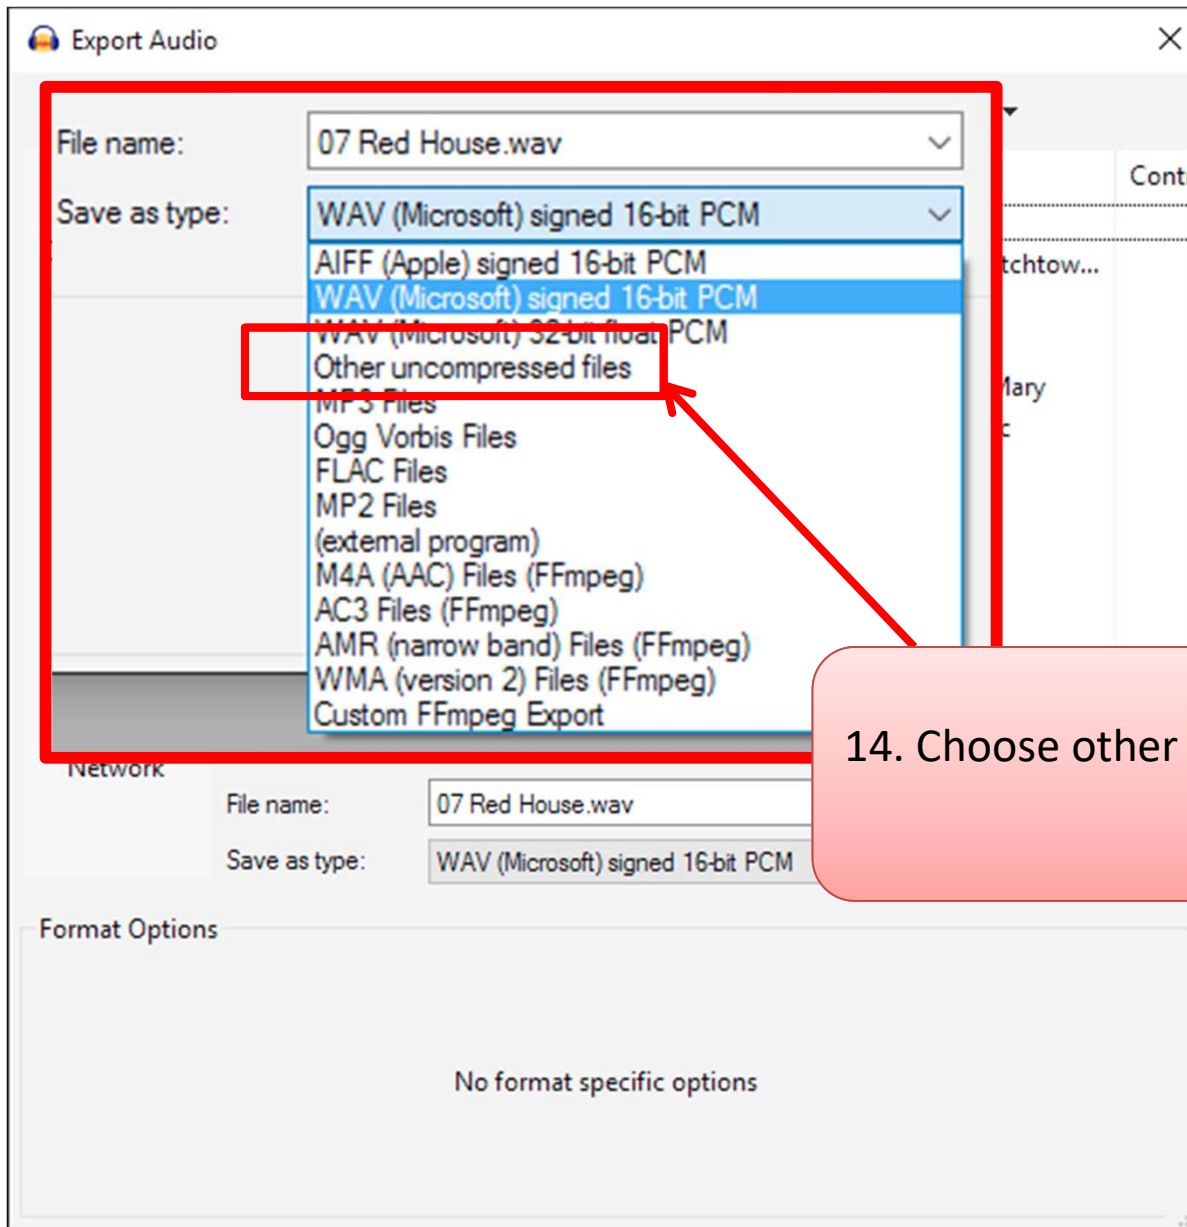 Export Audio
File name:
07 Red House.wav
Save as type:
WAV (Microsoft) signed 16-bit PCM
AIFF (Apple) signed 16-bit PCM
WAV (Microsoft) signed 16-bit PCM
WAV (Microsoft) 32-bit float PCM
Other uncompressed files
MP3 Files
Ogg Vorbis Files
FLAC Files
MP2 Files
(external program)
M4A (AAC) Files (FFmpeg)
AC3 Files (FFmpeg)
AMR (narrow band) Files (FFmpeg)
WMA (version 2) Files (FFmpeg)
Custom FFmpeg Export
Cont
tchtow...
Mary
14. Choose other
Network
File name:
07 Red House.wav
Save as type:
WAV (Microsoft) signed 16-bit PCM
Format Options
No format specific options